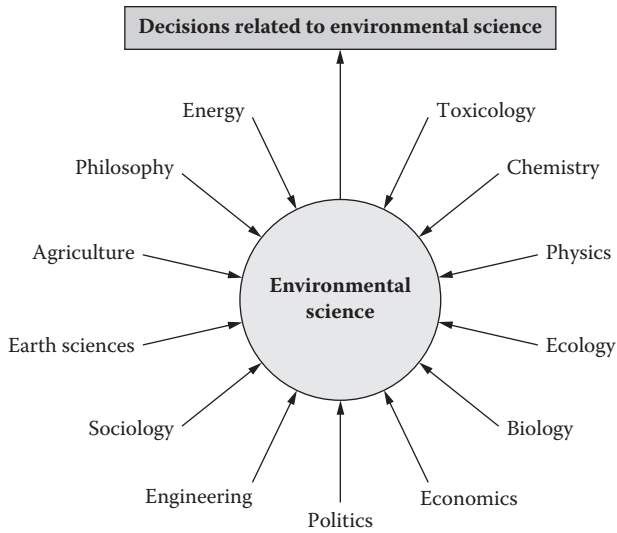 Decisions related to environmental science
Energy
Toxicology
Philosophy
Chemistry
Agriculture
Physics
Environmental
science
Earth sciences
Ecology
Sociology
Biology
Engineering
Economics
Politics